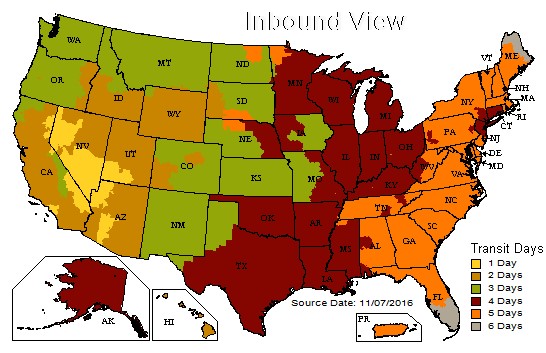 Inbound View
WA
OR
CA
NV
ID
MT
WY
UT
AZ
CO
NM
ND
SD
NE
KS
OK
TX
MN
IA
MO
AR
LA
WI
IL
MI
IN
OH
KY
TN
MS
AL
GA
FL
SC
NC
VA
WV
PA
NY
VT
ME
NH
MA
RI
CT
NJ
DE
MD
AK
HI
PR
Source Date: 11/07/2016
Transit Days
1 Day
2 Days
3 Days
4 Days
5 Days
6 Days